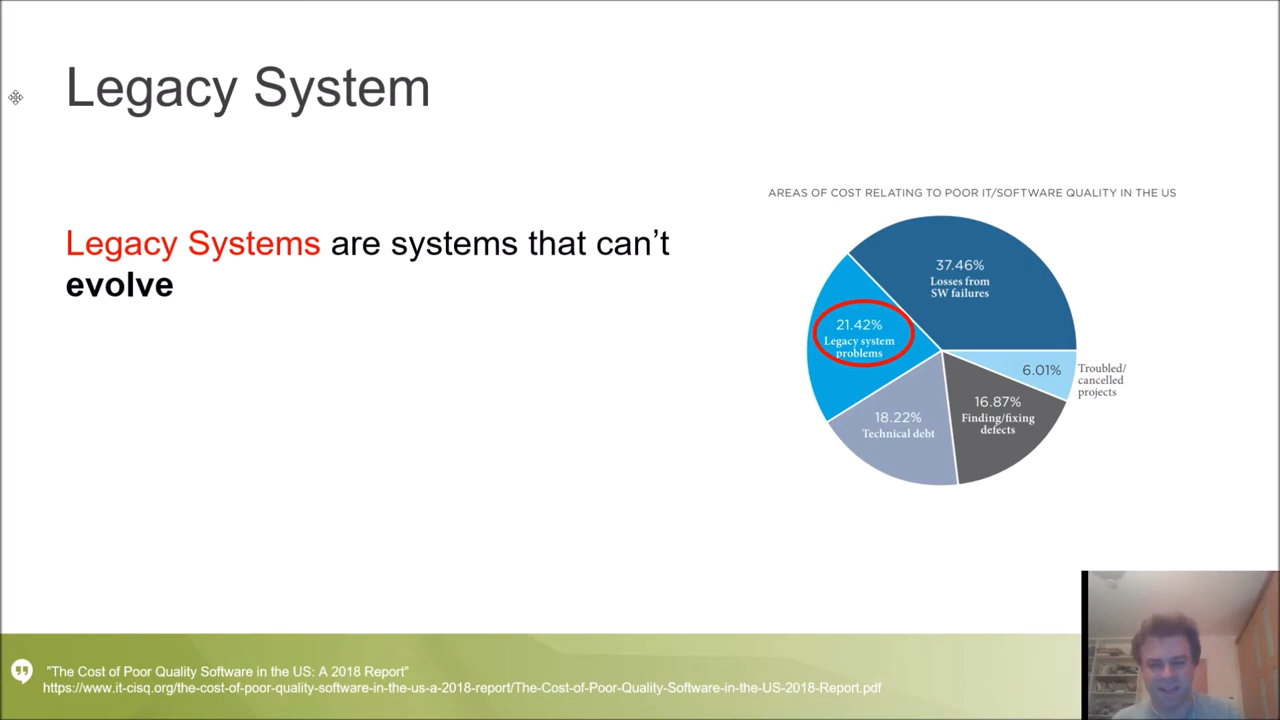 Legacy System
Legacy Systems are systems that can’t
evolve
AREAS OF COST RELATING TO POOR IT/SOFTWARE QUALITY IN THE US
37.46%
Losses from
SW failures
21.42%
Legacy system
problems
6.01%
Troubled/
cancelled
projects
18.22%
Technical debt
16.87%
Finding/fixing
defects
"The Cost of Poor Quality Software in the US: A 2018 Report"
https://www.it-cisq.org/the-cost-of-poor-quality-software-in-the-us-a-2018-report/The-Cost-of-Poor-Quality-Software-in-the-US-2018-Report.pdf